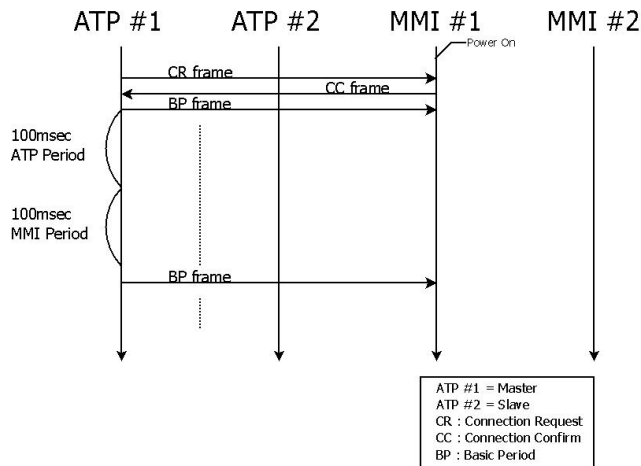 ATP #1 ATP #2 MMI #1 MMI #2
Power On
CR frame
CC frame
BP frame
100msec
ATP Period
100msec
MMI Period
BP frame
ATP #1 = Master
ATP #2 = Slave
CR : Connection Request
CC : Connection Confirm
BP : Basic Period